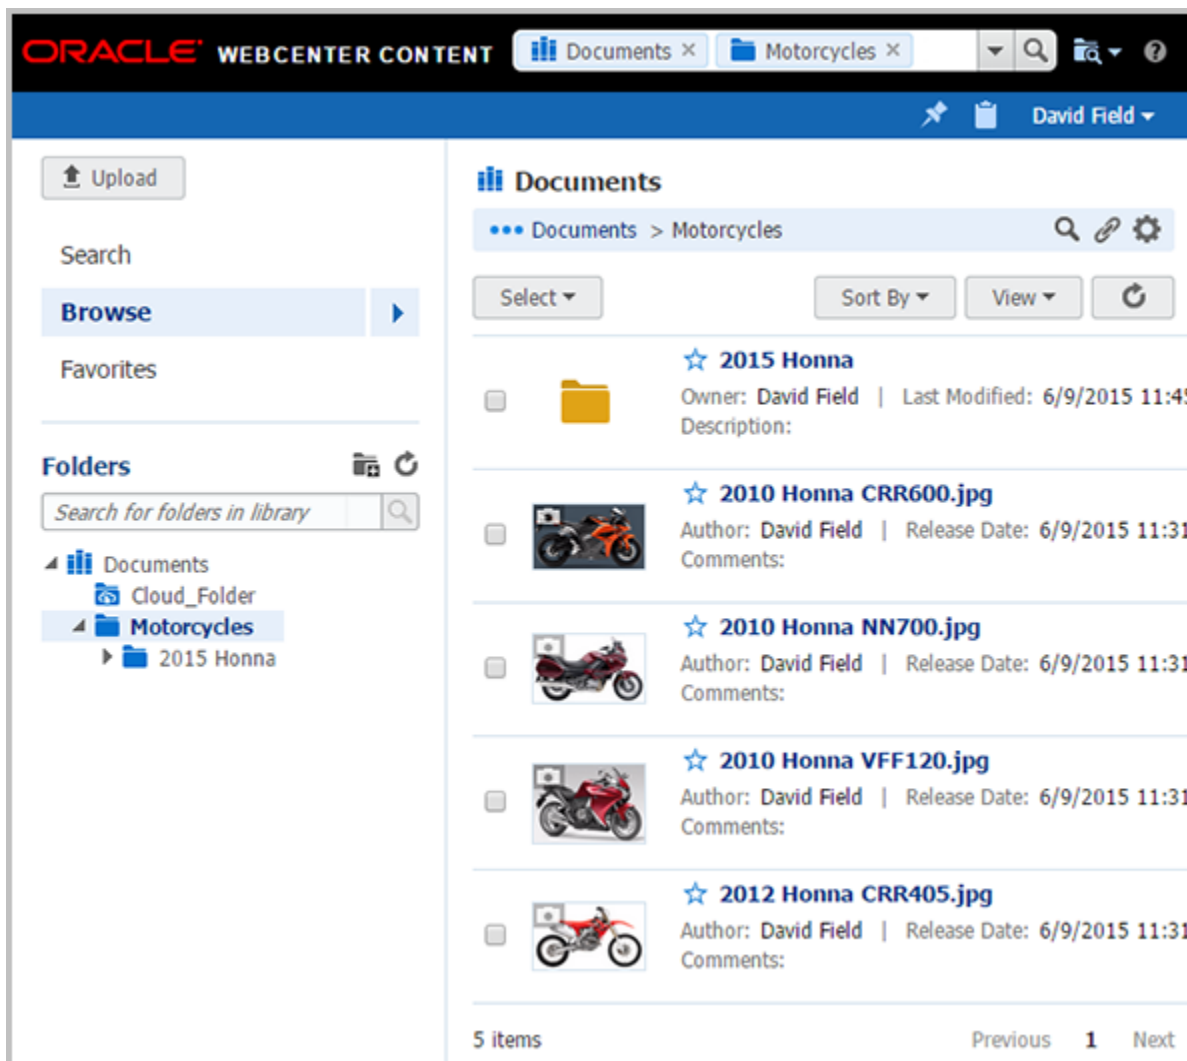 ORACLE WEBCENTER CONTENT Documents × Motorcycles ×
David Field
Upload
Search
Browse
Favorites
Folders
Search for folders in library
Documents
Cloud_Folder
Motorcycles
2015 Honna
Documents
••• Documents > Motorcycles
Select Sort By View
2015 Honna
Owner: David Field | Last Modified: 6/9/2015 11:45
Description:
2010 Honna CRR600.jpg
Author: David Field | Release Date: 6/9/2015 11:31
Comments:
2010 Honna NN700.jpg
Author: David Field | Release Date: 6/9/2015 11:31
Comments:
2010 Honna VFF120.jpg
Author: David Field | Release Date: 6/9/2015 11:31
Comments:
2012 Honna CRR405.jpg
Author: David Field | Release Date: 6/9/2015 11:31
Comments:
5 items Previous 1 Next